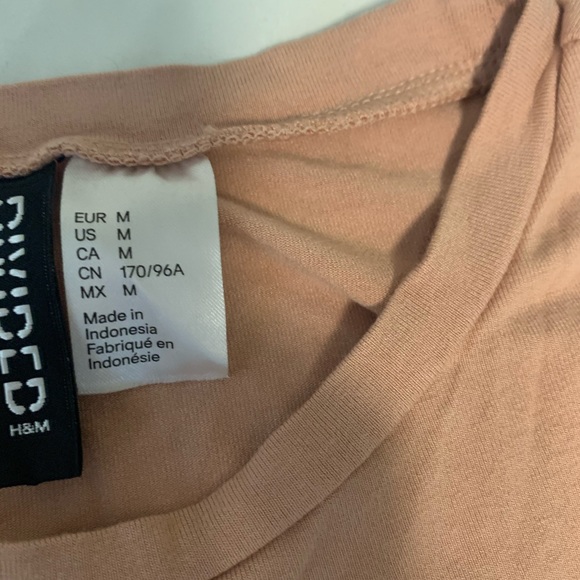 DIVIDED
H&M
EUR M
US M
CA M
CN 170/96A
MX M
Made in
Indonesia
Fabriqué en
Indonésie